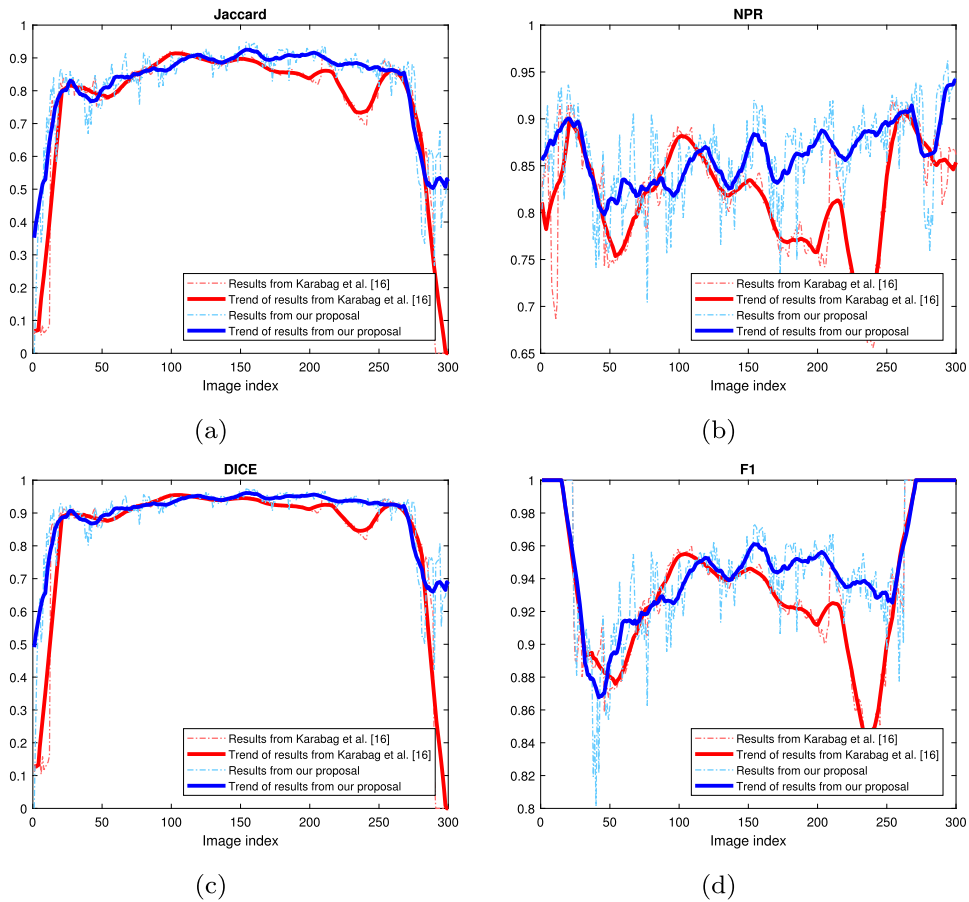 Jaccard
1
0.9
0.8
0.7
0.6
0.5
0.4
0.3
0.2
0.1
0
0 50 100 150 200 250 300
Image index
Results from Karabag et al. [16]
Trend of results from Karabag et al. [16]
Results from our proposal
Trend of results from our proposal
(a)
NPR
1
0.95
0.9
0.85
0.8
0.75
0.7
0.65
0 50 100 150 200 250 300
Image index
Results from Karabag et al. [16]
Trend of results from Karabag et al. [16]
Results from our proposal
Trend of results from our proposal
(b)
DICE
1
0.9
0.8
0.7
0.6
0.5
0.4
0.3
0.2
0.1
0
0 50 100 150 200 250 300
Image index
Results from Karabag et al. [16]
Trend of results from Karabag et al. [16]
Results from our proposal
Trend of results from our proposal
(c)
F1
1
0.98
0.96
0.94
0.92
0.9
0.88
0.86
0.84
0.82
0.8
0 50 100 150 200 250 300
Image index
Results from Karabag et al. [16]
Trend of results from Karabag et al. [16]
Results from our proposal
Trend of results from our proposal
(d)